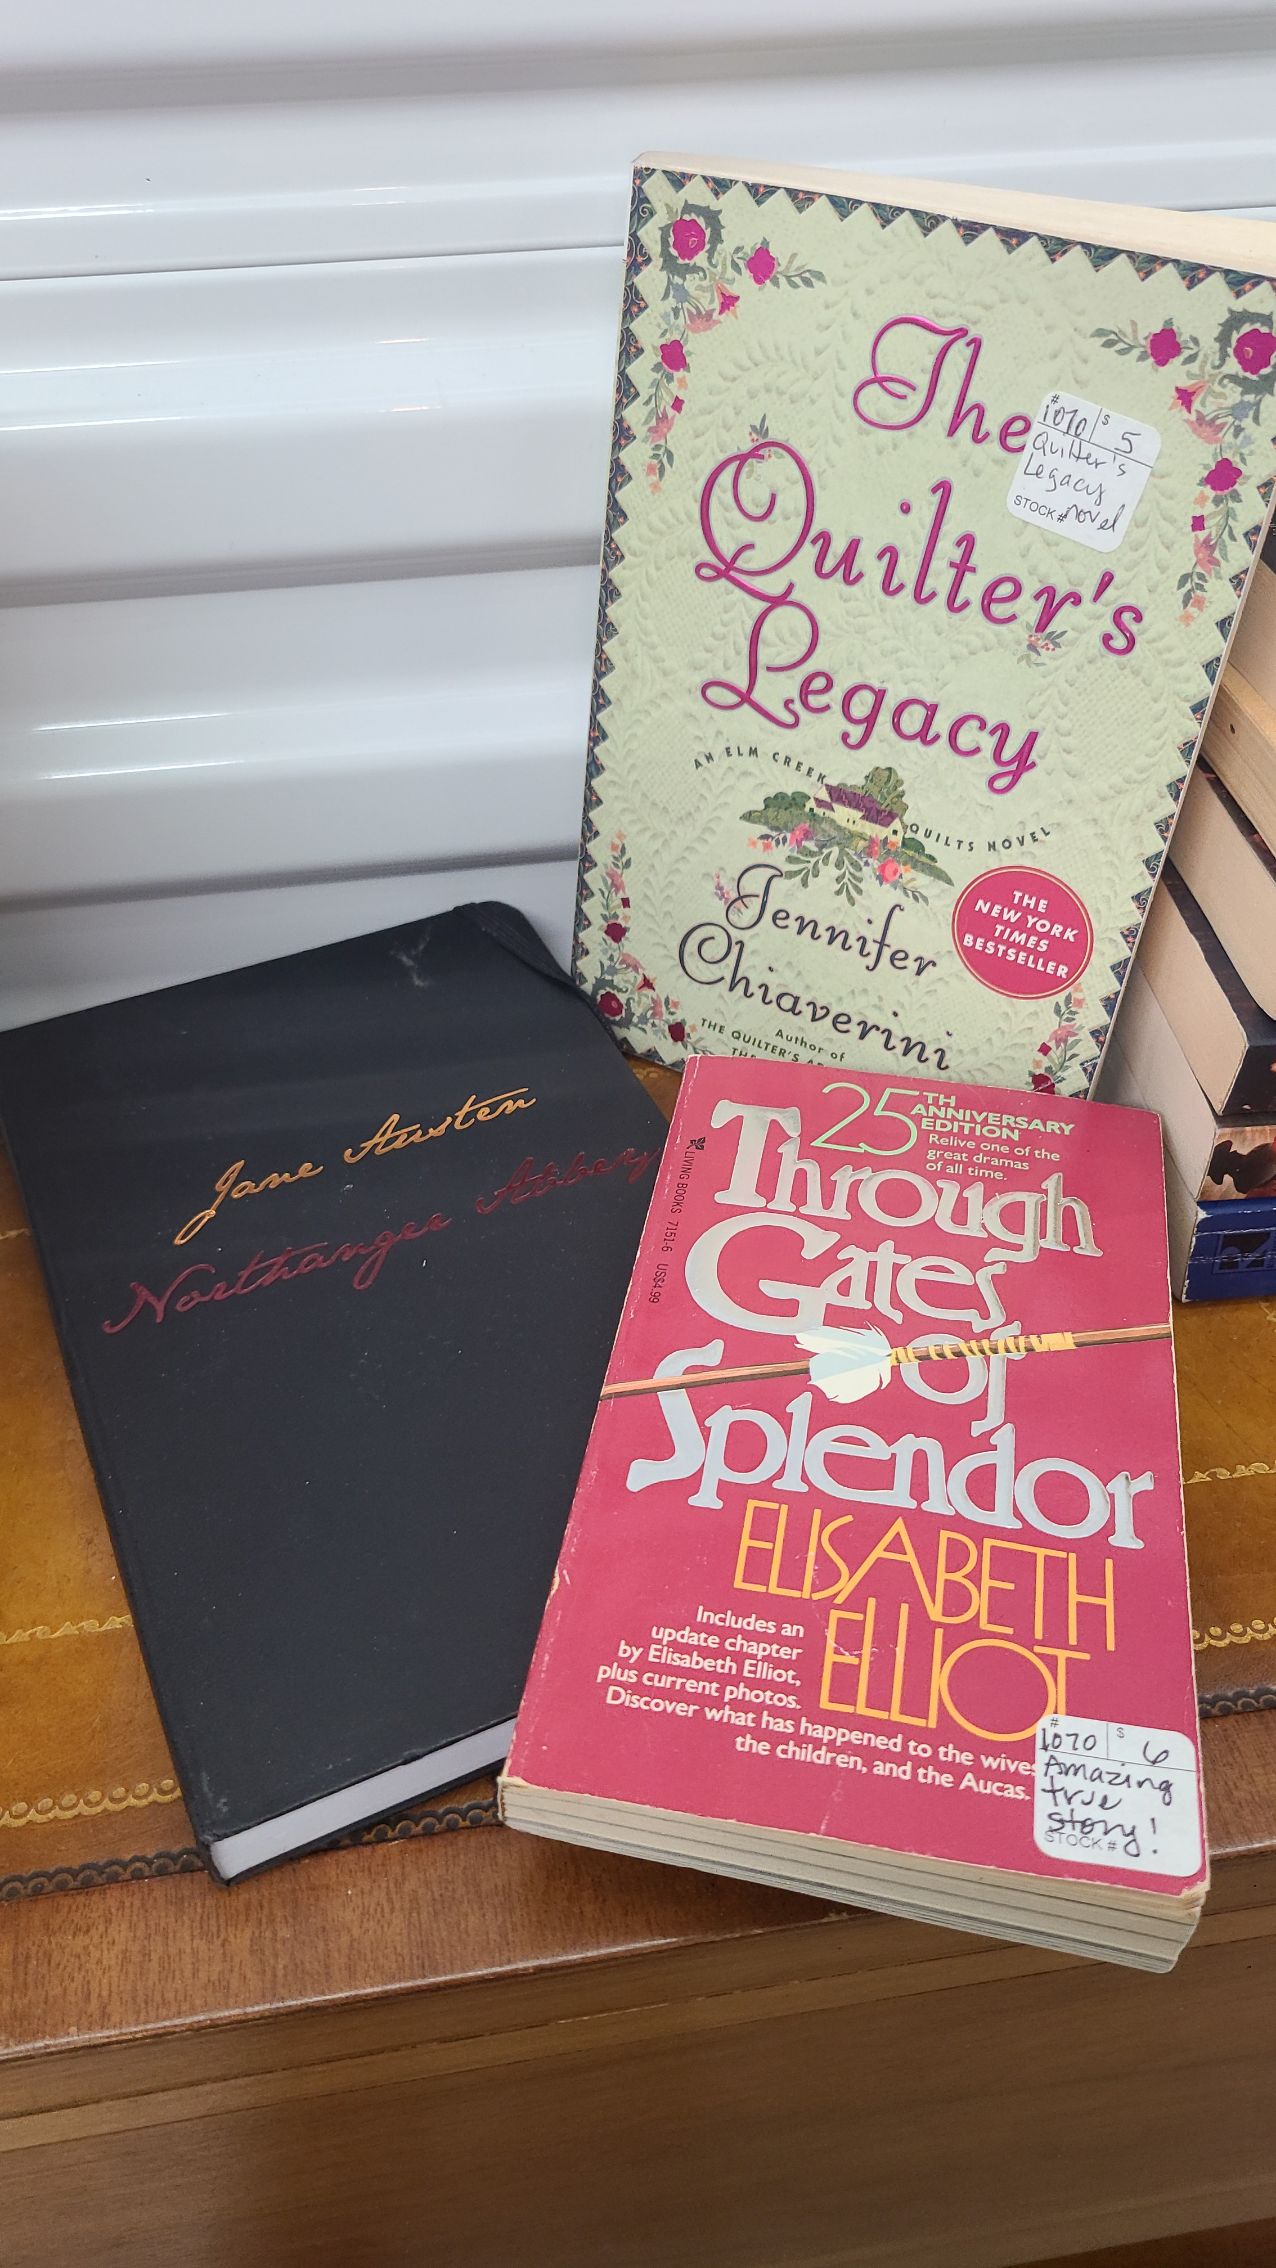 The
Quilter's
Legacy
#1070 $5
Quilter's
Legacy
novel
STOCK#
AN ELM CREEK
QUILTS NOVEL
THE
NEW YORK
TIMES
BESTSELLER
Jennifer
Chiaverini
Author of
THE QUILTER'S
Jane Austen
Northanger Abbey
25TH
ANNIVERSARY
EDITION
Relive one of the
great dramas
of all time.
LIVING BOOKS 7151-6 US$4.99
Through
Gates
of
Splendor
ELISABETH
ELLIOT
Includes an
update chapter
by Elisabeth Elliot,
plus current photos.
Discover what has happened to the wives
the children, and the Aucas.
#1070 $6
Amazing
true
story!
STOCK#